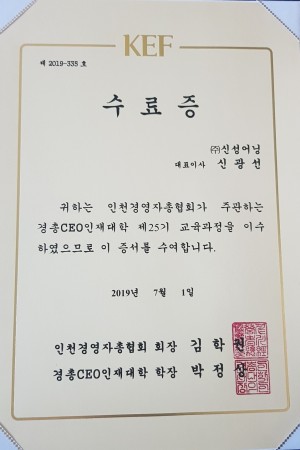 KEF
제 2019-335 호
수료증
㈜신성어닝
대표이사 신광선
귀하는 인천경영자총협회가 주관하는
경총CEO인재대학 제25기 교육과정을 이수
하였으므로 이 증서를 수여합니다.
2019년 7월 1일
인천경영자총협회 회장 김학권
경총CEO인재대학 학장 박정상